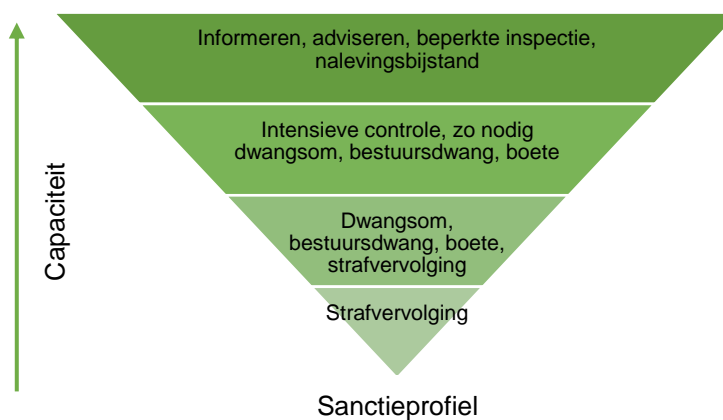 Informeren, adviseren, beperkte inspectie,
nalevingsbijstand
Intensieve controle, zo nodig
dwangsom, bestuursdwang, boete
Dwangsom,
bestuursdwang, boete,
strafvervolging
Strafvervolging
Capaciteit
Sanctieprofiel